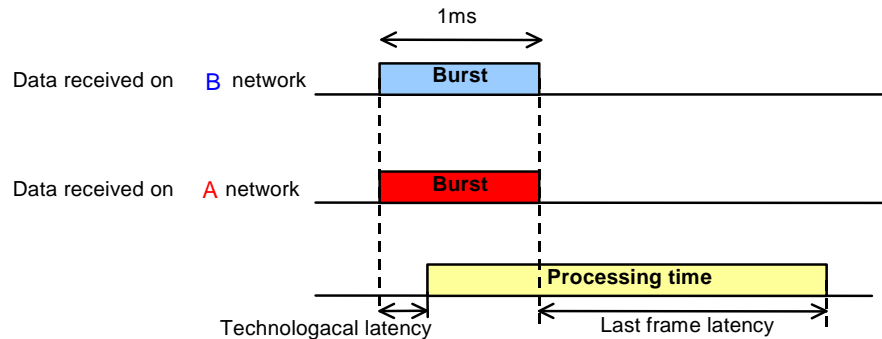 1ms
Data received on B network
Burst
Data received on A network
Burst
Processing time
Technologacal latency
Last frame latency